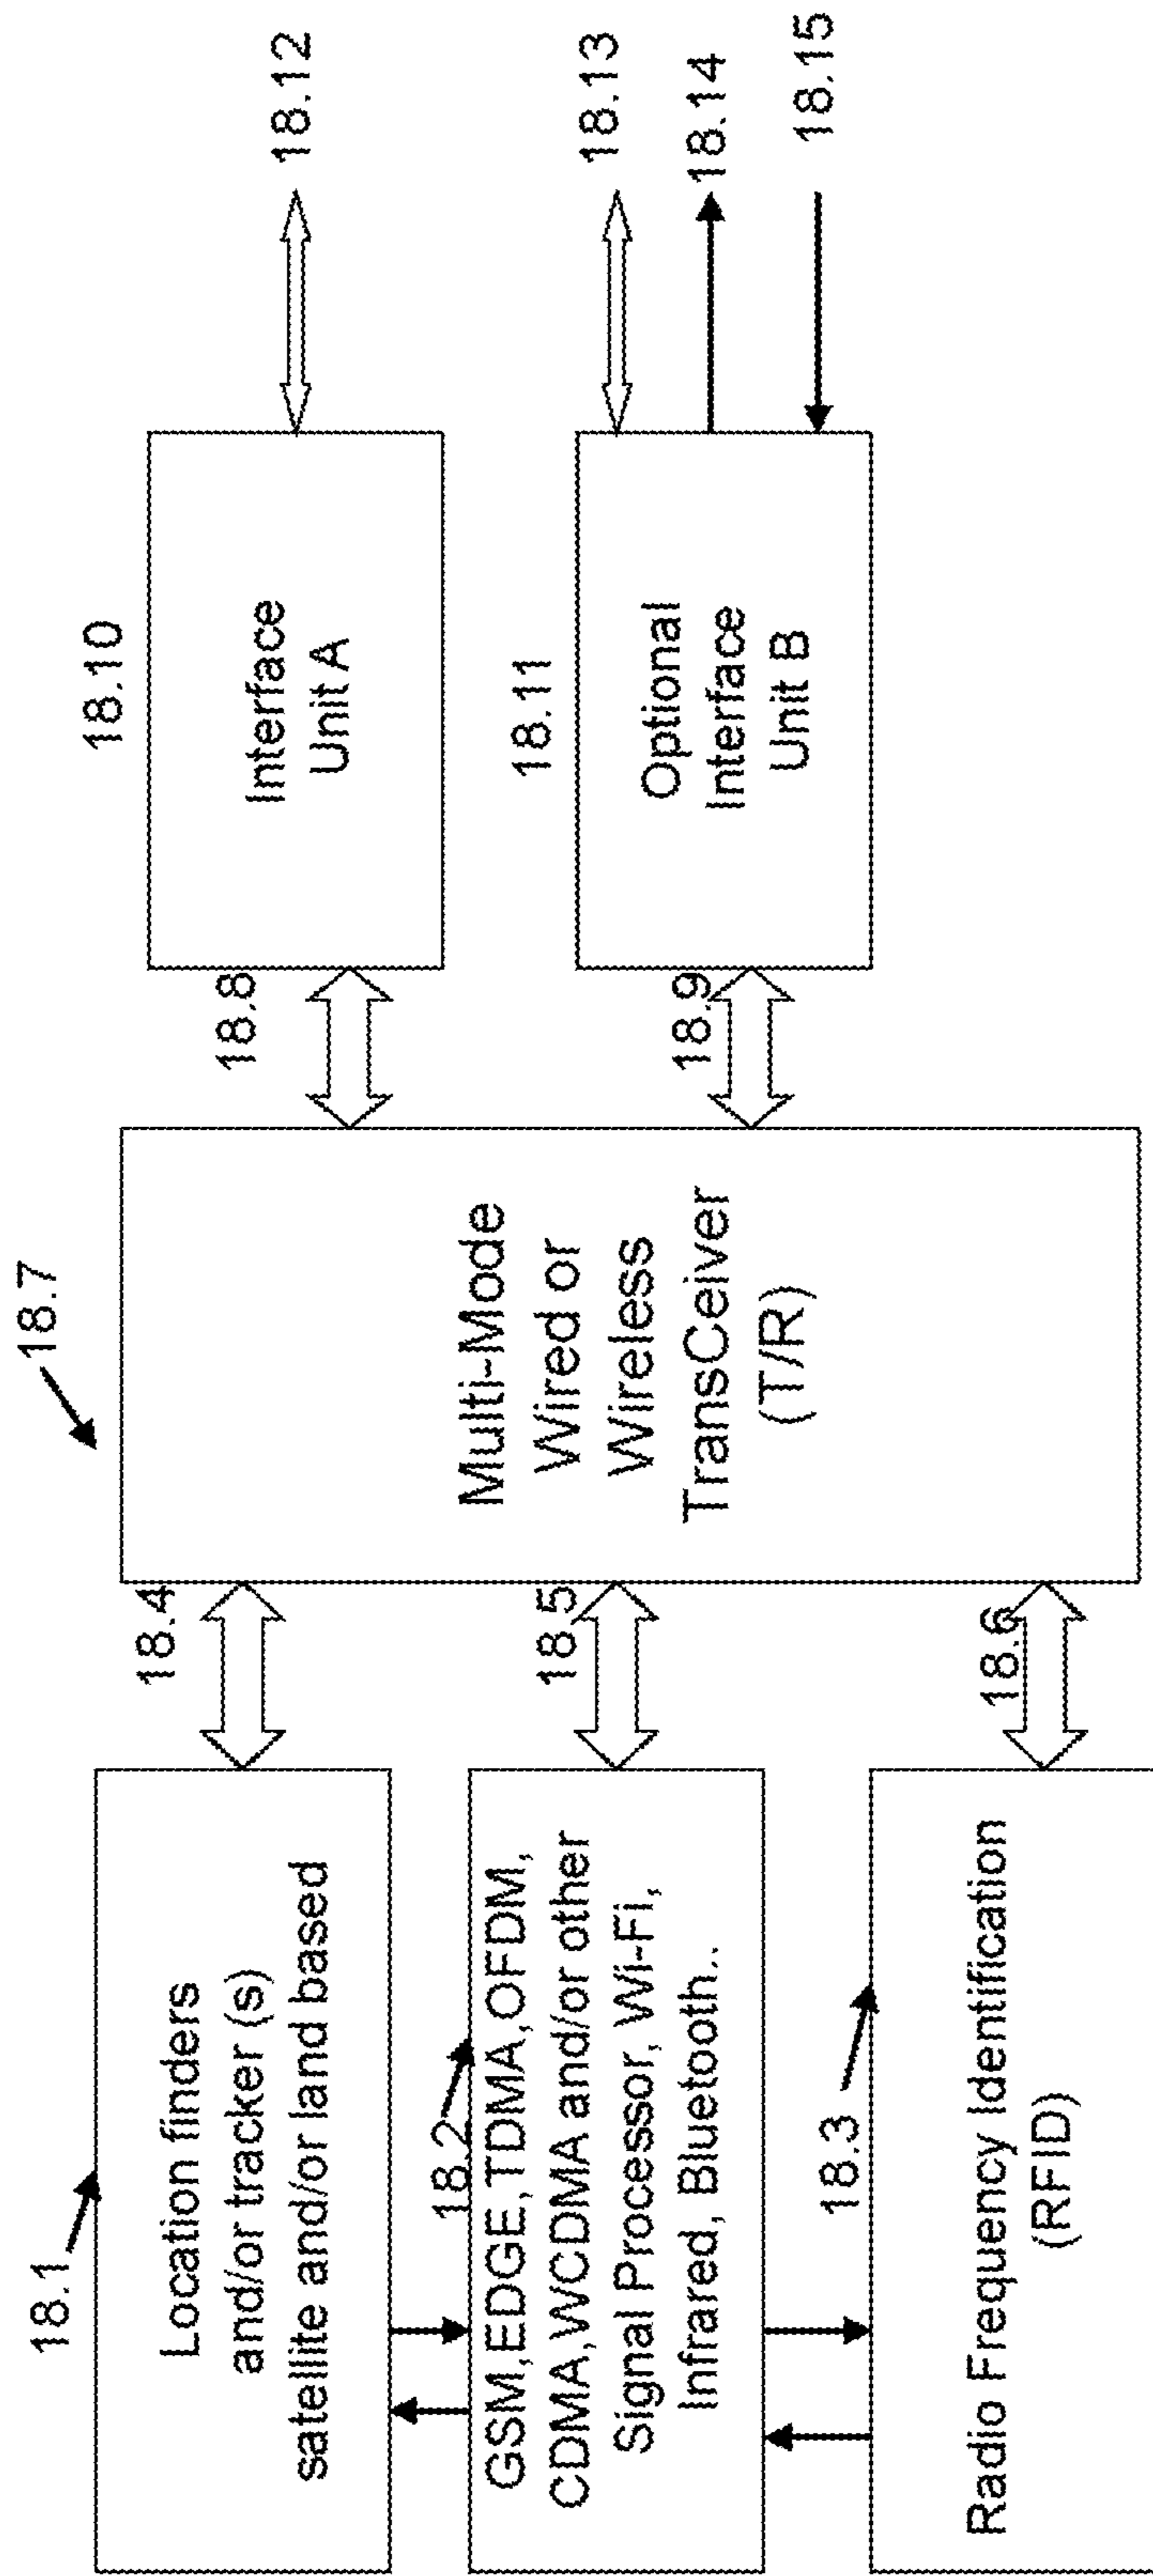 18.1
Location finders
and/or tracker (s)
satellite and/or land based
18.2
GSM,EDGE,TDMA,OFDM,
CDMA,WCDMA and/or other
Signal Processor, Wi-Fi,
Infrared, Bluetooth..
18.3
Radio Frequency Identification
(RFID)
18.4
18.5
18.6
18.7
Multi-Mode
Wired or
Wireless
TransCeiver
(T/R)
18.8
18.9
18.10
Interface
Unit A
18.11
Optional
Interface
Unit B
18.12
18.13
18.14
18.15